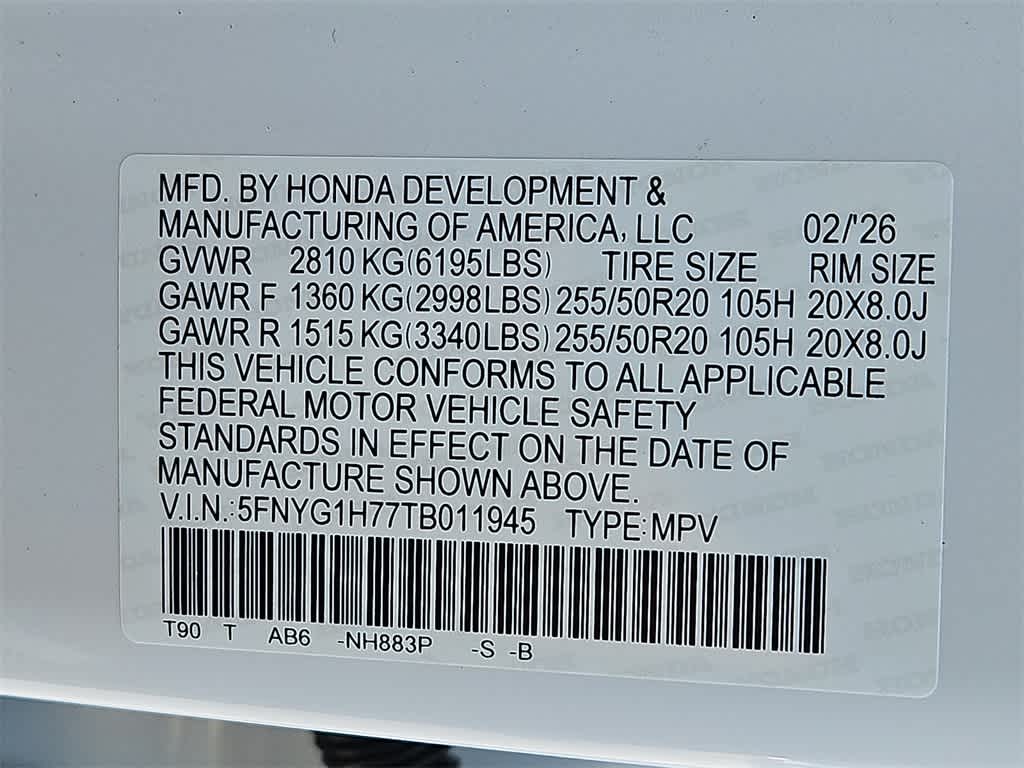 MFD. BY HONDA DEVELOPMENT &
MANUFACTURING OF AMERICA, LLC 02/'26
GVWR 2810 KG(6195LBS) TIRE SIZE RIM SIZE
GAWR F 1360 KG(2998LBS) 255/50R20 105H 20X8.0J
GAWR R 1515 KG(3340LBS) 255/50R20 105H 20X8.0J
THIS VEHICLE CONFORMS TO ALL APPLICABLE
FEDERAL MOTOR VEHICLE SAFETY
STANDARDS IN EFFECT ON THE DATE OF
MANUFACTURE SHOWN ABOVE.
V.I.N.:5FNYG1H77TB011945 TYPE:MPV
T90 T AB6 -NH883P -S -B